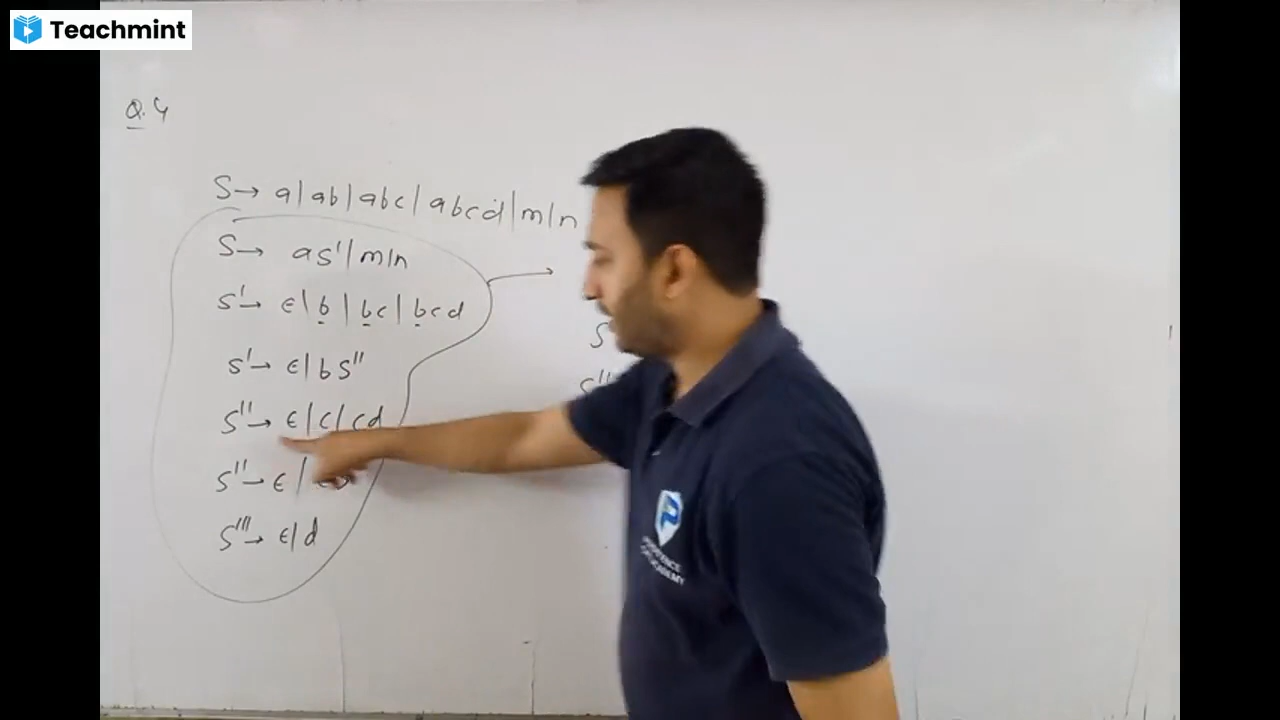 Teachmint
Q.4
S→ a|ab|abc|abcd|m|n
S→ aS'|m|n
S'→ ε|b|bc|bcd
S'→ ε|bS''
S''→ ε|c|cd
S''→ ε|
S'''→ ε|d
S
S''